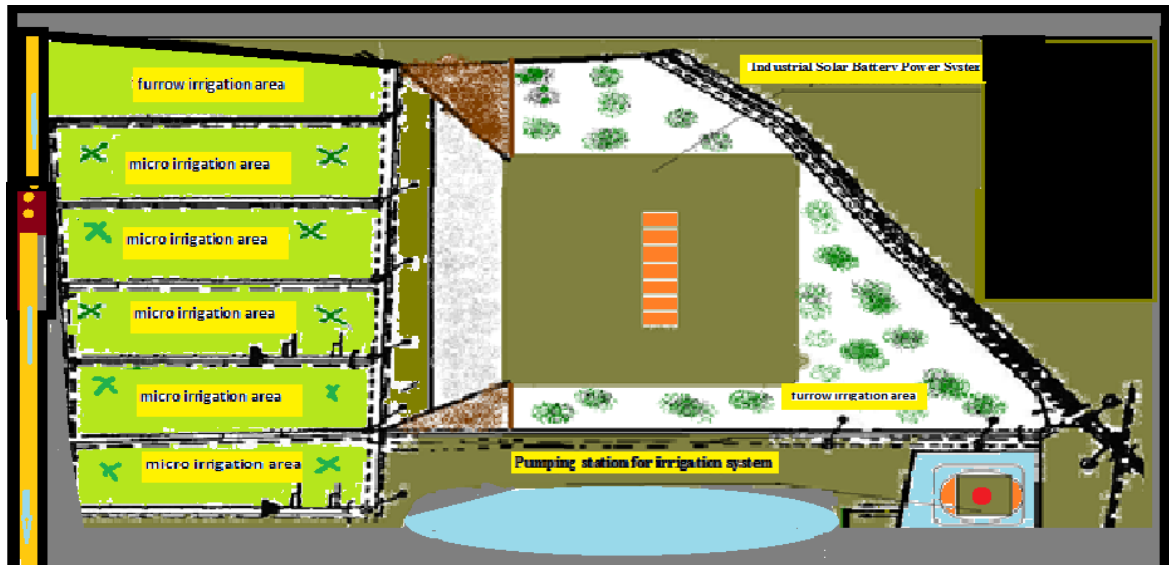 furrow irrigation area
Industrial Solar Battery Power System
micro irrigation area
micro irrigation area
micro irrigation area
micro irrigation area
furrow irrigation area
micro irrigation area
Pumping station for irrigation system